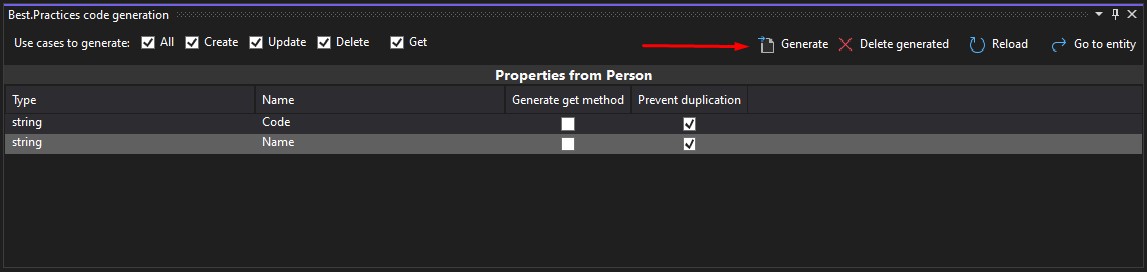 Best.Practices code generation
Use cases to generate: All Create Update Delete Get Generate Delete generated Reload Go to entity
Properties from Person
Type Name Generate get method Prevent duplication
string Code
string Name